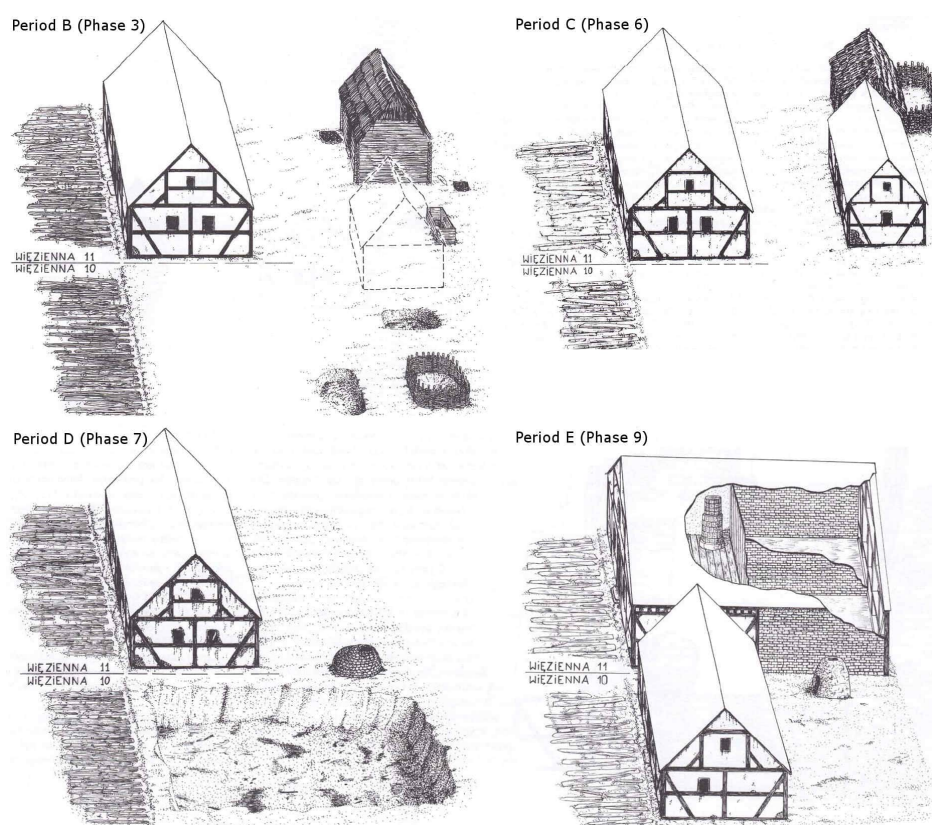 Period B (Phase 3)
WIĘZIENNA 11
WIĘZIENNA 10
Period C (Phase 6)
WIĘZIENNA 11
WIĘZIENNA 10
Period D (Phase 7)
WIĘZIENNA 11
WIĘZIENNA 10
Period E (Phase 9)
WIĘZIENNA 11
WIĘZIENNA 10